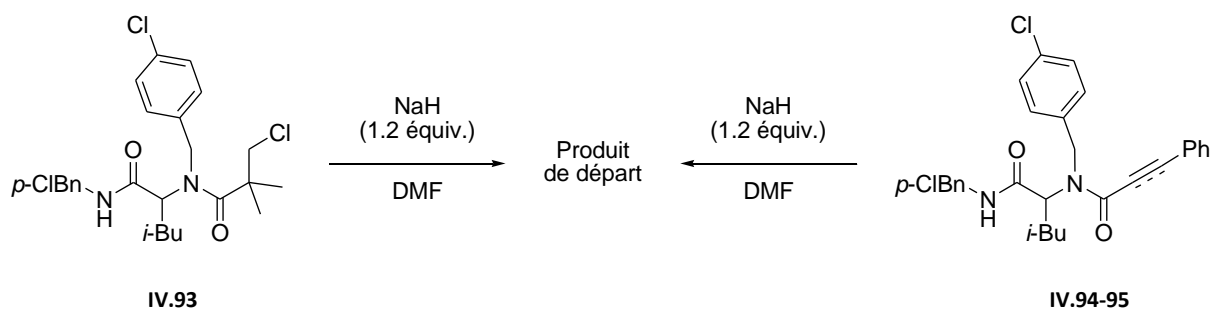 Cl
Cl
O
p-ClBn
N
H
N
i-Bu
O
IV.93
NaH
(1.2 équiv.)
DMF
Produit
de départ
NaH
(1.2 équiv.)
DMF
Cl
O
p-ClBn
N
H
N
i-Bu
O
Ph
IV.94-95